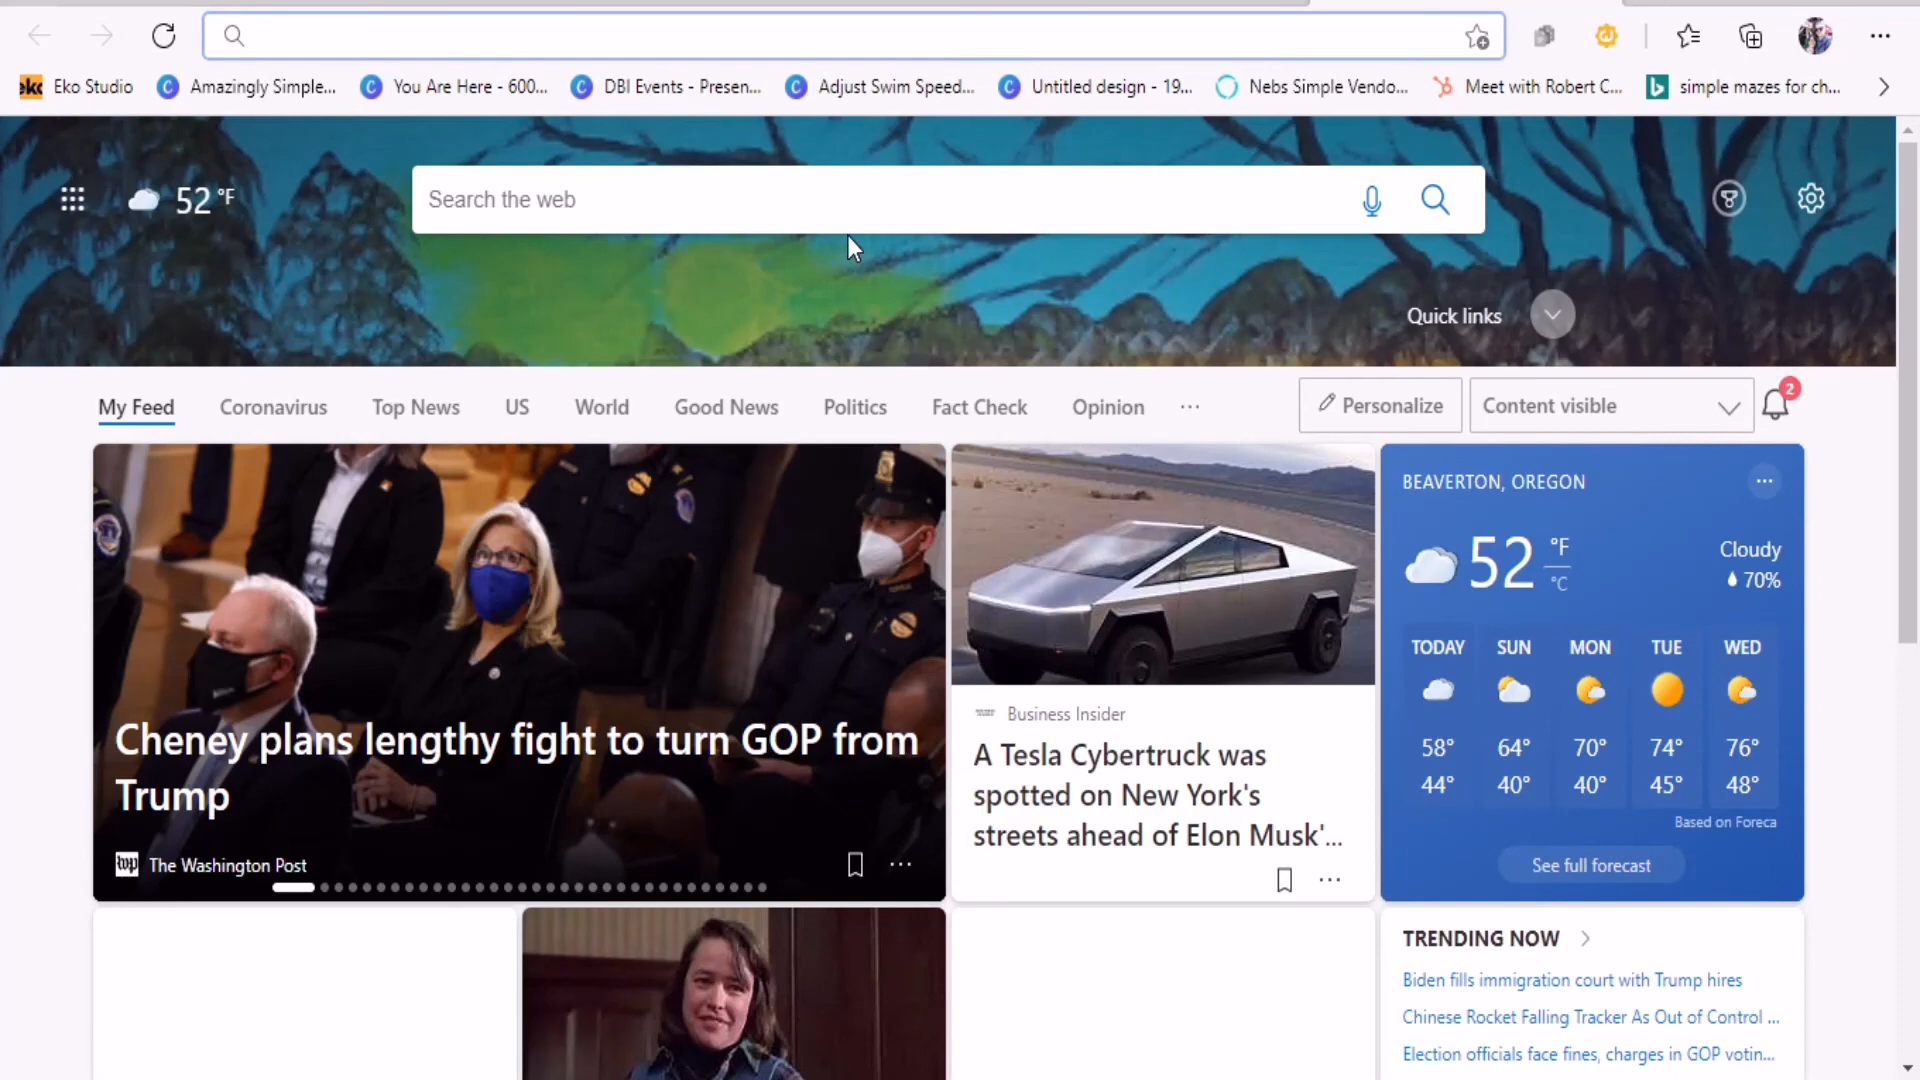 Eko Studio
Amazingly Simple...
You Are Here - 600...
DBI Events - Presen...
Adjust Swim Speed...
Untitled design - 19...
Nebs Simple Vendo...
Meet with Robert C...
simple mazes for ch...
52 °F
Search the web
Quick links
My Feed
Coronavirus
Top News
US
World
Good News
Politics
Fact Check
Opinion
Personalize
Content visible
2
Cheney plans lengthy fight to turn GOP from
Trump
wp The Washington Post
Business Insider
A Tesla Cybertruck was
spotted on New York's
streets ahead of Elon Musk'...
BEAVERTON, OREGON
52 °F
°C
Cloudy
70%
TODAY SUN MON TUE WED
58° 64° 70° 74° 76°
44° 40° 40° 45° 48°
Based on Foreca
See full forecast
TRENDING NOW
Biden fills immigration court with Trump hires
Chinese Rocket Falling Tracker As Out of Control ...
Election officials face fines, charges in GOP votin...